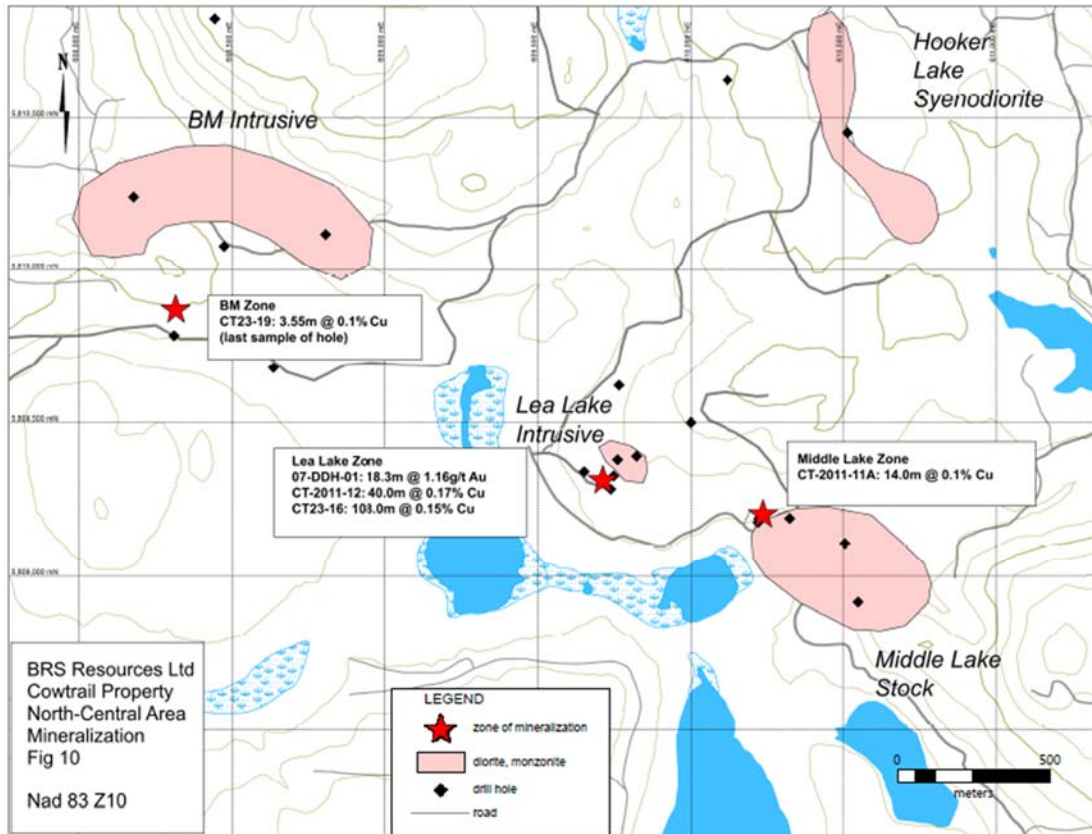 N
BM Intrusive
Hooker
Lake
Syenodiorite
BM Zone
CT23-19: 3.55m @ 0.1% Cu
(last sample of hole)
Lea Lake
Intrusive
Lea Lake Zone
07-DDH-01: 18.3m @ 1.16g/t Au
CT-2011-12: 40.0m @ 0.17% Cu
CT23-16: 108.0m @ 0.15% Cu
Middle Lake Zone
CT-2011-11A: 14.0m @ 0.1% Cu
Middle Lake
Stock
BRS Resources Ltd
Cowtrail Property
North-Central Area
Mineralization
Fig 10
Nad 83 Z10
LEGEND
zone of mineralization
diorite, monzonite
drill hole
road
0 500
meters